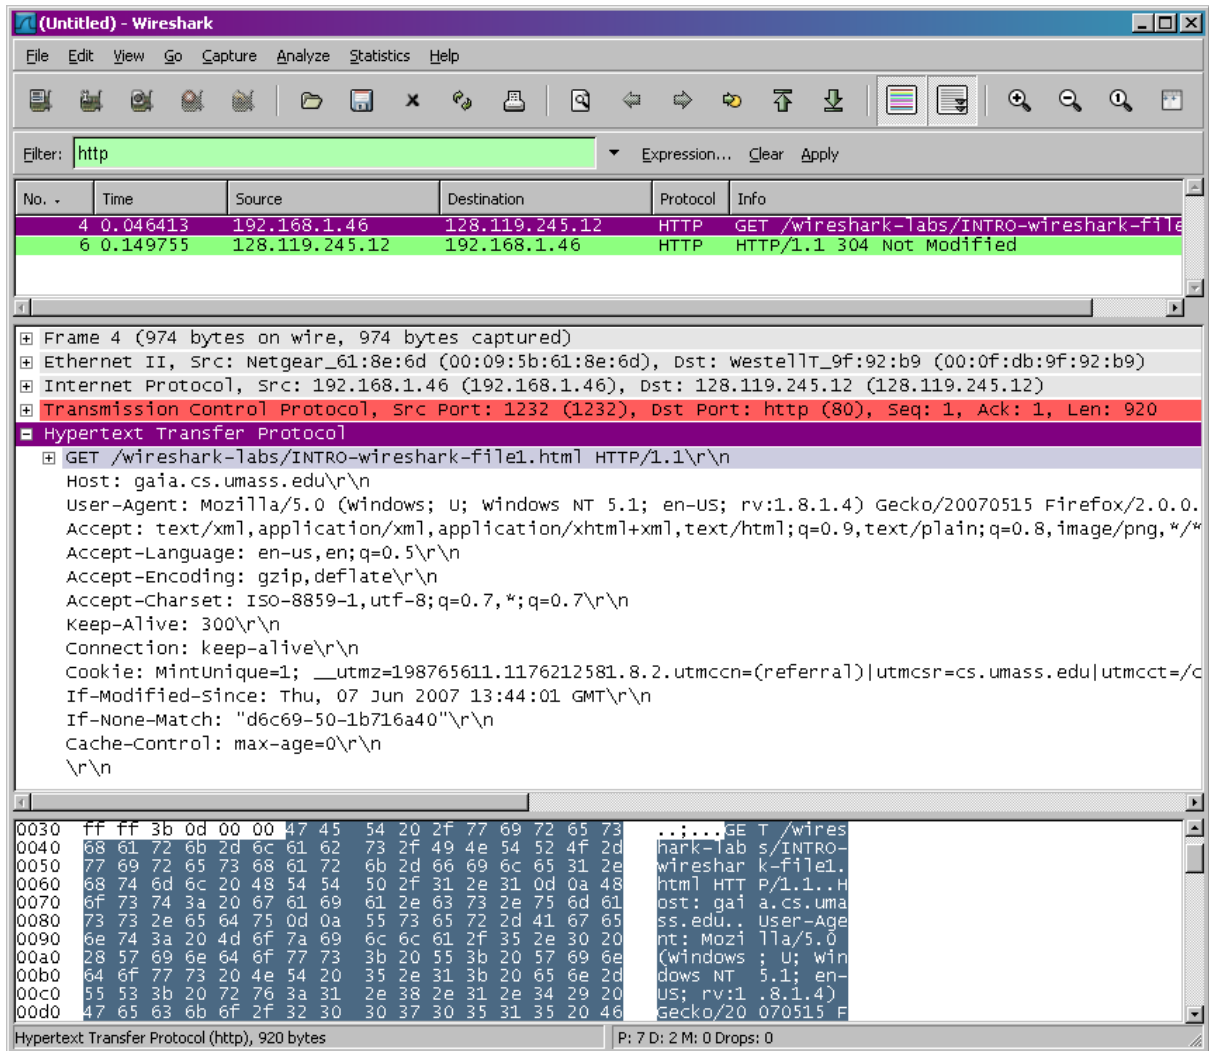 (Untitled) - Wireshark
File Edit View Go Capture Analyze Statistics Help
Filter: http Expression... Clear Apply
No. . Time Source Destination Protocol Info
4 0.046413 192.168.1.46 128.119.245.12 HTTP GET /wireshark-labs/INTRO-wireshark-file
6 0.149755 128.119.245.12 192.168.1.46 HTTP HTTP/1.1 304 Not Modified
Frame 4 (974 bytes on wire, 974 bytes captured)
Ethernet II, Src: Netgear_61:8e:6d (00:09:5b:61:8e:6d), Dst: WestellT_9f:92:b9 (00:0f:db:9f:92:b9)
Internet Protocol, Src: 192.168.1.46 (192.168.1.46), Dst: 128.119.245.12 (128.119.245.12)
Transmission Control Protocol, Src Port: 1232 (1232), Dst Port: http (80), Seq: 1, Ack: 1, Len: 920
Hypertext Transfer Protocol
GET /wireshark-labs/INTRO-wireshark-file1.html HTTP/1.1\r\n
Host: gaia.cs.umass.edu\r\n
User-Agent: Mozilla/5.0 (Windows; U; Windows NT 5.1; en-US; rv:1.8.1.4) Gecko/20070515 Firefox/2.0.0.
Accept: text/xml,application/xml,application/xhtml+xml,text/html;q=0.9,text/plain;q=0.8,image/png,*/*
Accept-Language: en-us,en;q=0.5\r\n
Accept-Encoding: gzip,deflate\r\n
Accept-Charset: ISO-8859-1,utf-8;q=0.7,*;q=0.7\r\n
Keep-Alive: 300\r\n
Connection: keep-alive\r\n
Cookie: MintUnique=1; __utmz=198765611.1176212581.8.2.utmccn=(referral)|utmcsr=cs.umass.edu|utmcct=/c
If-Modified-Since: Thu, 07 Jun 2007 13:44:01 GMT\r\n
If-None-Match: "d6c69-50-1b716a40"\r\n
Cache-Control: max-age=0\r\n
\r\n
0030 ff ff 3b 0d 00 00 47 45 54 20 2f 77 69 72 65 73 ..;...GE T /wires
0040 68 61 72 6b 2d 6c 61 62 73 2f 49 4e 54 52 4f 2d hark-lab s/INTRO-
0050 77 69 72 65 73 68 61 72 6b 2d 66 69 6c 65 31 2e wireshar k-file1.
0060 68 74 6d 6c 20 48 54 54 50 2f 31 2e 31 0d 0a 48 html HTT P/1.1..H
0070 6f 73 74 3a 20 67 61 69 61 2e 63 73 2e 75 6d 61 ost: gai a.cs.uma
0080 73 73 2e 65 64 75 0d 0a 55 73 65 72 2d 41 67 65 ss.edu.. User-Age
0090 6e 74 3a 20 4d 6f 7a 69 6c 6c 61 2f 35 2e 30 20 nt: Mozi lla/5.0
00a0 28 57 69 6e 64 6f 77 73 3b 20 55 3b 20 57 69 6e (Windows ; U; Win
00b0 64 6f 77 73 20 4e 54 20 35 2e 31 3b 20 65 6e 2d dows NT 5.1; en-
00c0 55 53 3b 20 72 76 3a 31 2e 38 2e 31 2e 34 29 20 US; rv:1 .8.1.4)
00d0 47 65 63 6b 6f 2f 32 30 30 37 30 35 31 35 20 46 Gecko/20 070515 F
Hypertext Transfer Protocol (http), 920 bytes P: 7 D: 2 M: 0 Drops: 0